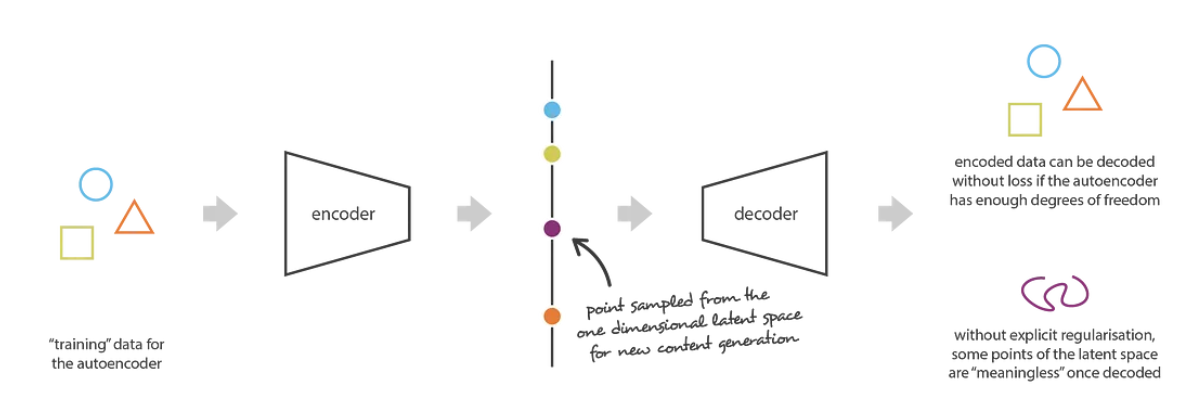 encoder
decoder
encoded data can be decoded
without loss if the autoencoder
has enough degrees of freedom
point sampled from the
one dimensional latent space
for new content generation
“training” data for
the autoencoder
without explicit regularisation,
some points of the latent space
are “meaningless” once decoded